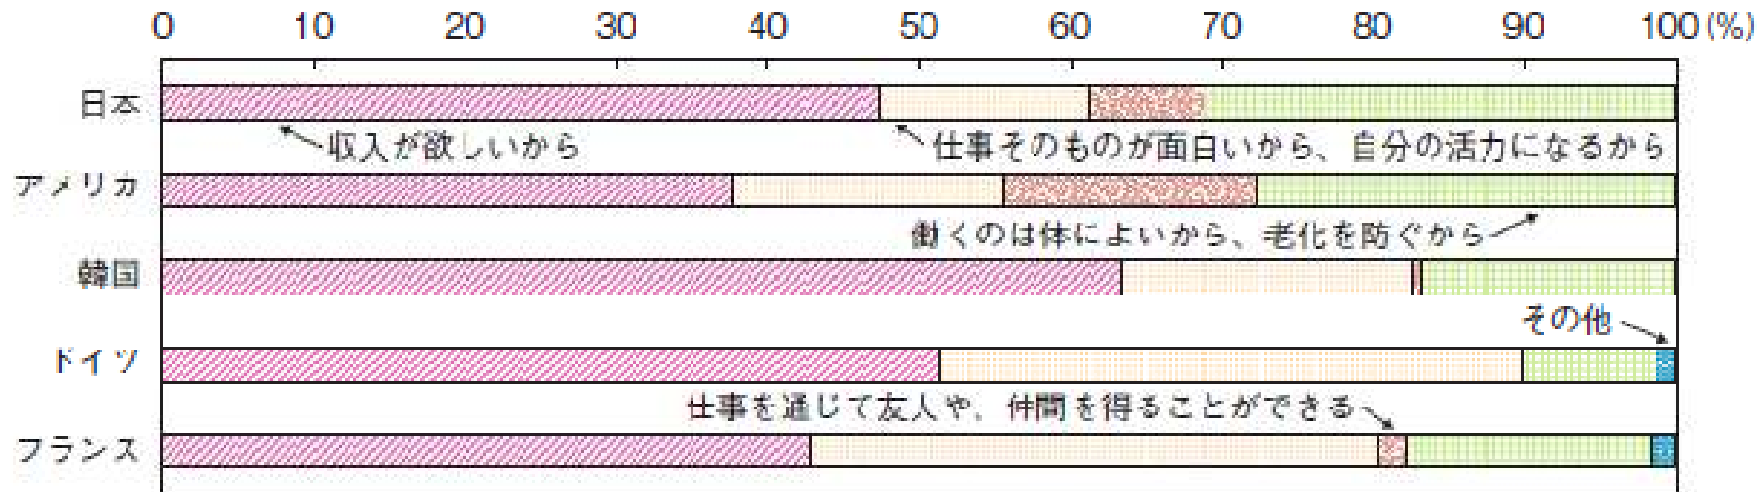 0 10 20 30 40 50 60 70 80 90 100 (%)
日本
収入が欲しいから
仕事そのものが面白いから、自分の活力になるから
アメリカ
働くのは体によいから、老化を防ぐから
韓国
その他
ドイツ
仕事を通じて友人や、仲間を得ることができる
フランス